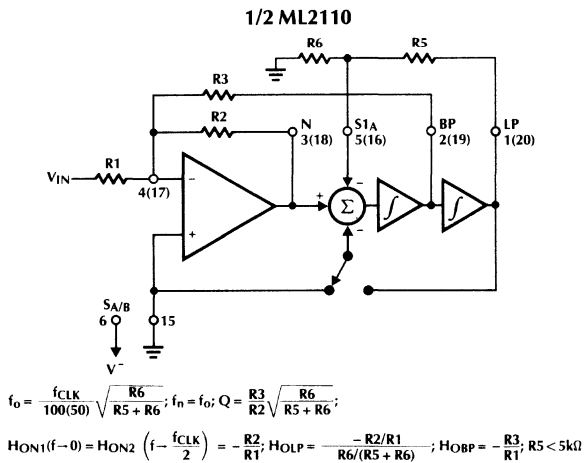 1/2 ML2110
R6
R5
R3
R2
N
3(18)
S1A
5(16)
BP
2(19)
LP
1(20)
R1
VIN
4(17)
−
+
+
−
Σ
−
∫
∫
SA/B
6
15
V−
fo = fCLK/100(50) √(R6/(R5 + R6)); fn = fo; Q = R3/R2 √(R6/(R5 + R6));
HON1(f→0) = HON2 (f→ fCLK/2) = −R2/R1; HOLP = −R2/R1/(R6/(R5 + R6)); HOBP = −R3/R1; R5 < 5kΩ